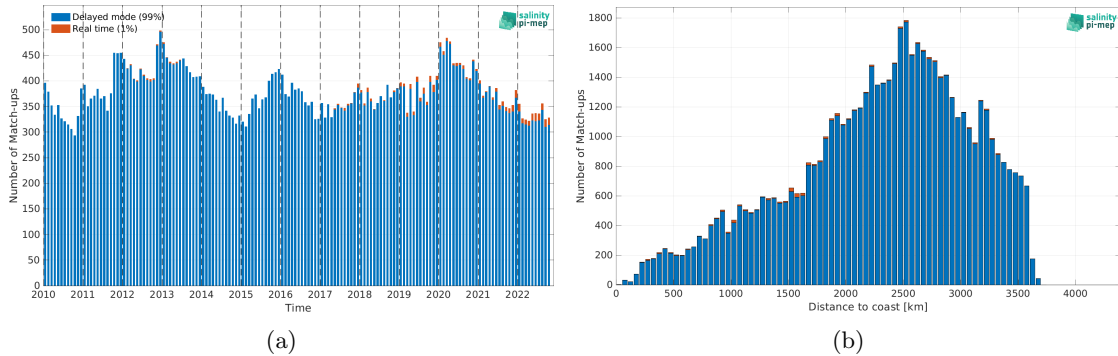 Delayed mode (99%)
Real time (1%)
salinity
pi-mep
500
450
400
350
300
250
200
150
100
50
0
Number of Match-ups
2010 2011 2012 2013 2014 2015 2016 2017 2018 2019 2020 2021 2022
Time
(a)
salinity
pi-mep
1800
1600
1400
1200
1000
800
600
400
200
0
Number of Match-ups
0 500 1000 1500 2000 2500 3000 3500 4000
Distance to coast [km]
(b)